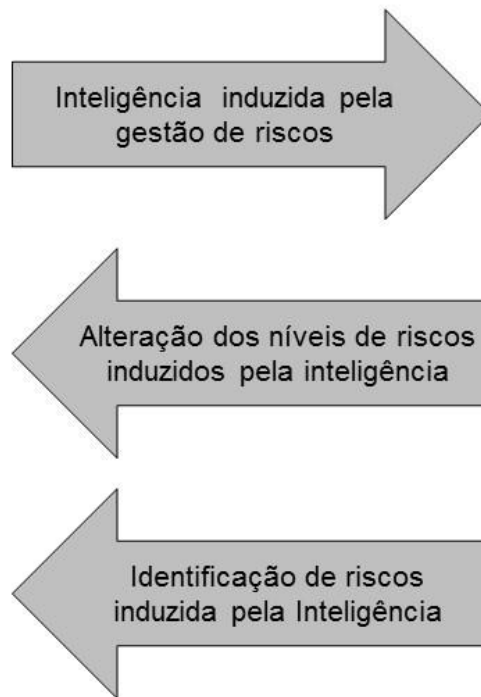 Inteligência induzida pela
gestão de riscos
Alteração dos níveis de riscos
induzidos pela inteligência
Identificação de riscos
induzida pela Inteligência